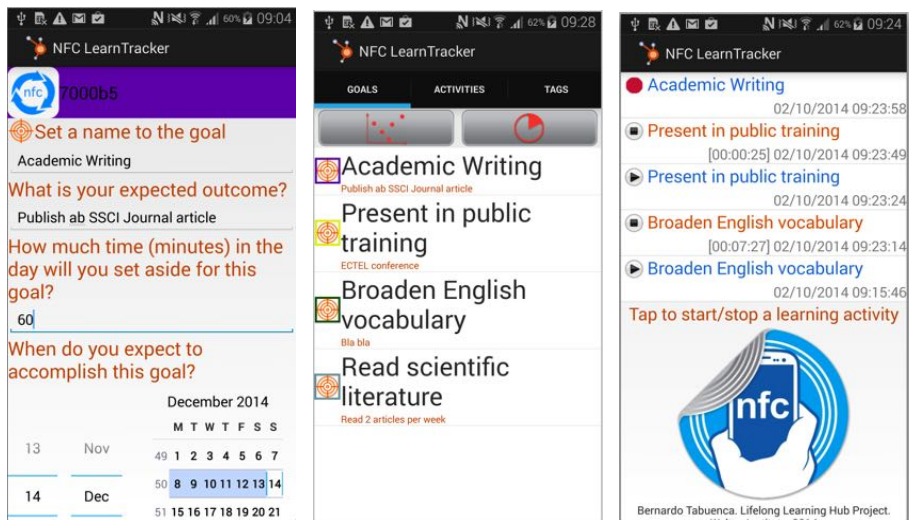 60% 09:04
NFC LearnTracker
nfc 7000b5
Set a name to the goal
Academic Writing
What is your expected outcome?
Publish ab SSCI Journal article
How much time (minutes) in the
day will you set aside for this
goal?
60
When do you expect to
accomplish this goal?
December 2014
M T W T F S S
13 Nov 49 1 2 3 4 5 6 7
50 8 9 10 11 12 13 14
14 Dec
51 15 16 17 18 19 20 21
62% 09:28
NFC LearnTracker
GOALS ACTIVITIES TAGS
Academic Writing
Publish ab SSCI Journal article
Present in public
training
ECTEL conference
Broaden English
vocabulary
Bla bla
Read scientific
literature
Read 2 articles per week
62% 09:24
NFC LearnTracker
Academic Writing
02/10/2014 09:23:58
Present in public training
[00:00:25] 02/10/2014 09:23:49
Present in public training
02/10/2014 09:23:24
Broaden English vocabulary
[00:07:27] 02/10/2014 09:23:14
Broaden English vocabulary
02/10/2014 09:15:46
Tap to start/stop a learning activity
nfc
Bernardo Tabuenca. Lifelong Learning Hub Project.